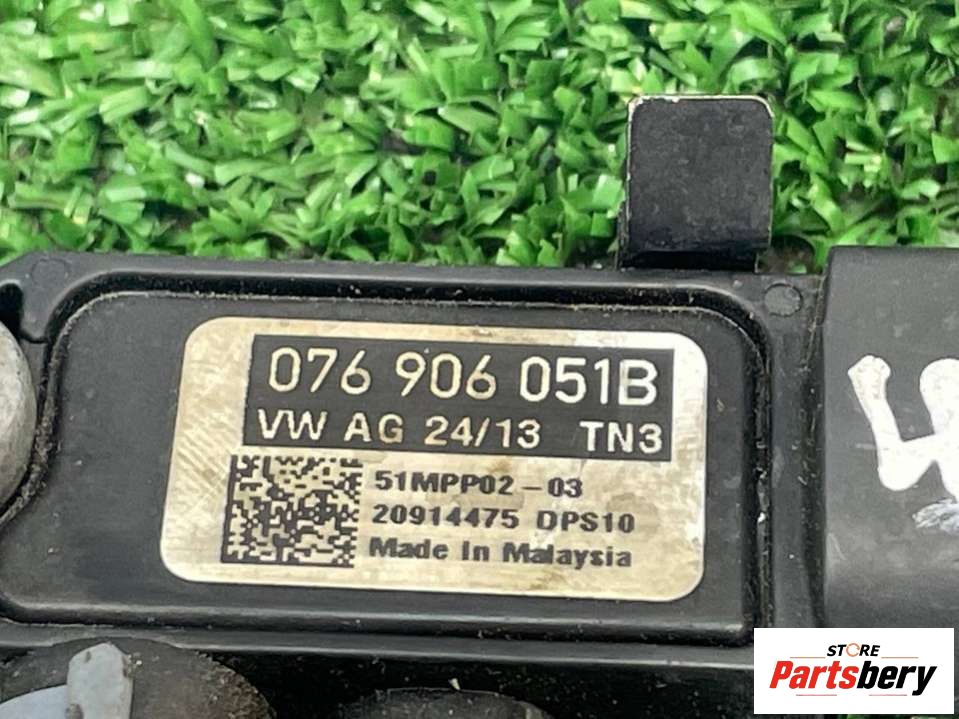 076 906 051B
VW AG 24/13 TN3
51MPP02-03
20914475 DPS10
Made In Malaysia
STORE
Partsbery